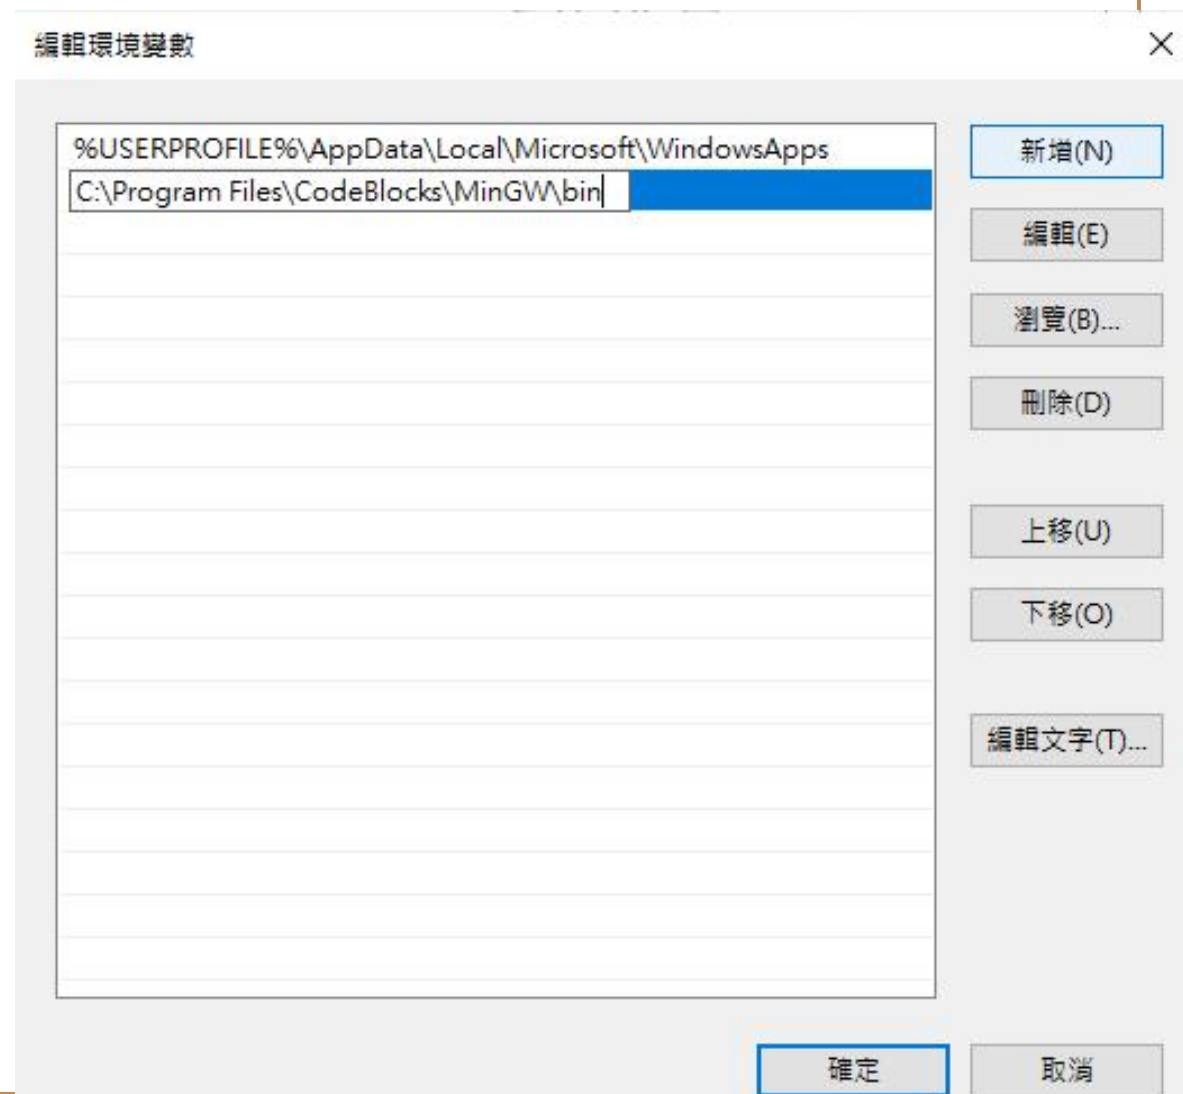 編輯環境變數
%USERPROFILE%\AppData\Local\Microsoft\WindowsApps
C:\Program Files\CodeBlocks\MinGW\bin
新增(N)
編輯(E)
瀏覽(B)...
刪除(D)
上移(U)
下移(O)
編輯文字(T)...
確定
取消